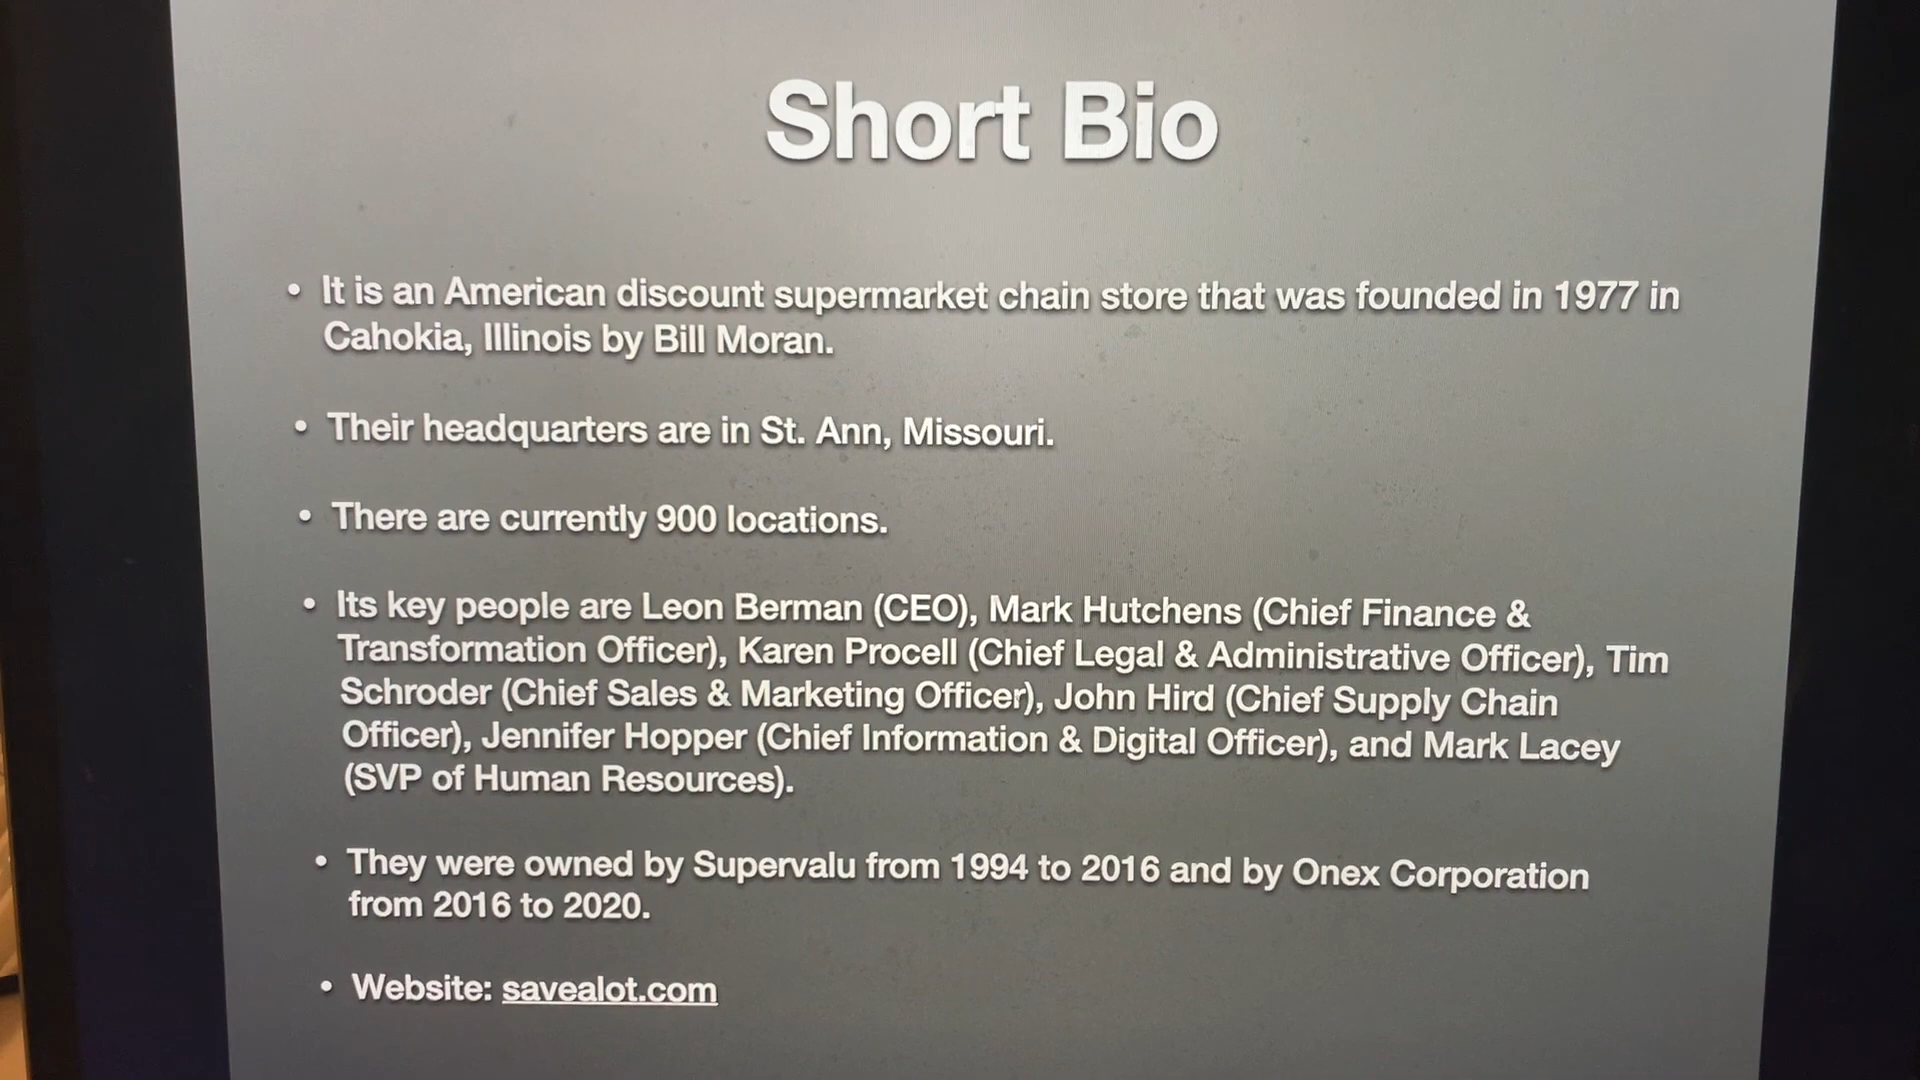 Short Bio
• It is an American discount supermarket chain store that was founded in 1977 in
Cahokia, Illinois by Bill Moran.
• Their headquarters are in St. Ann, Missouri.
• There are currently 900 locations.
• Its key people are Leon Berman (CEO), Mark Hutchens (Chief Finance &
Transformation Officer), Karen Procell (Chief Legal & Administrative Officer), Tim
Schroder (Chief Sales & Marketing Officer), John Hird (Chief Supply Chain
Officer), Jennifer Hopper (Chief Information & Digital Officer), and Mark Lacey
(SVP of Human Resources).
• They were owned by Supervalu from 1994 to 2016 and by Onex Corporation
from 2016 to 2020.
• Website: savealot.com